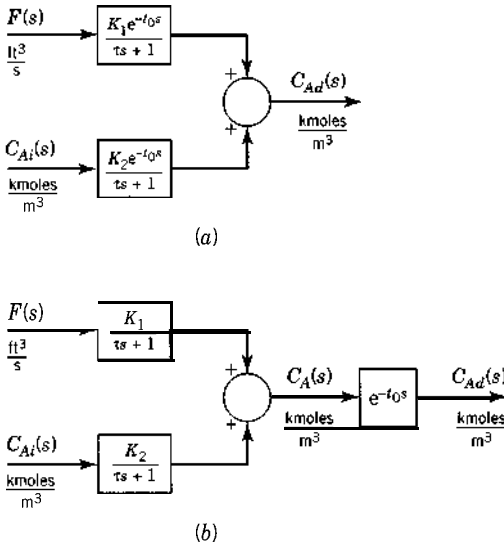 F(s)
ft³
s
K₁e^(-t₀s)
τs + 1
+
C_Ad(s)
kmoles
m³
+
C_Ai(s)
kmoles
m³
K₂e^(-t₀s)
τs + 1
(a)
F(s)
ft³
s
K₁
τs + 1
+
C_A(s)
kmoles
m³
e^(-t₀s)
C_Ad(s)
kmoles
m³
+
C_Ai(s)
kmoles
m³
K₂
τs + 1
(b)